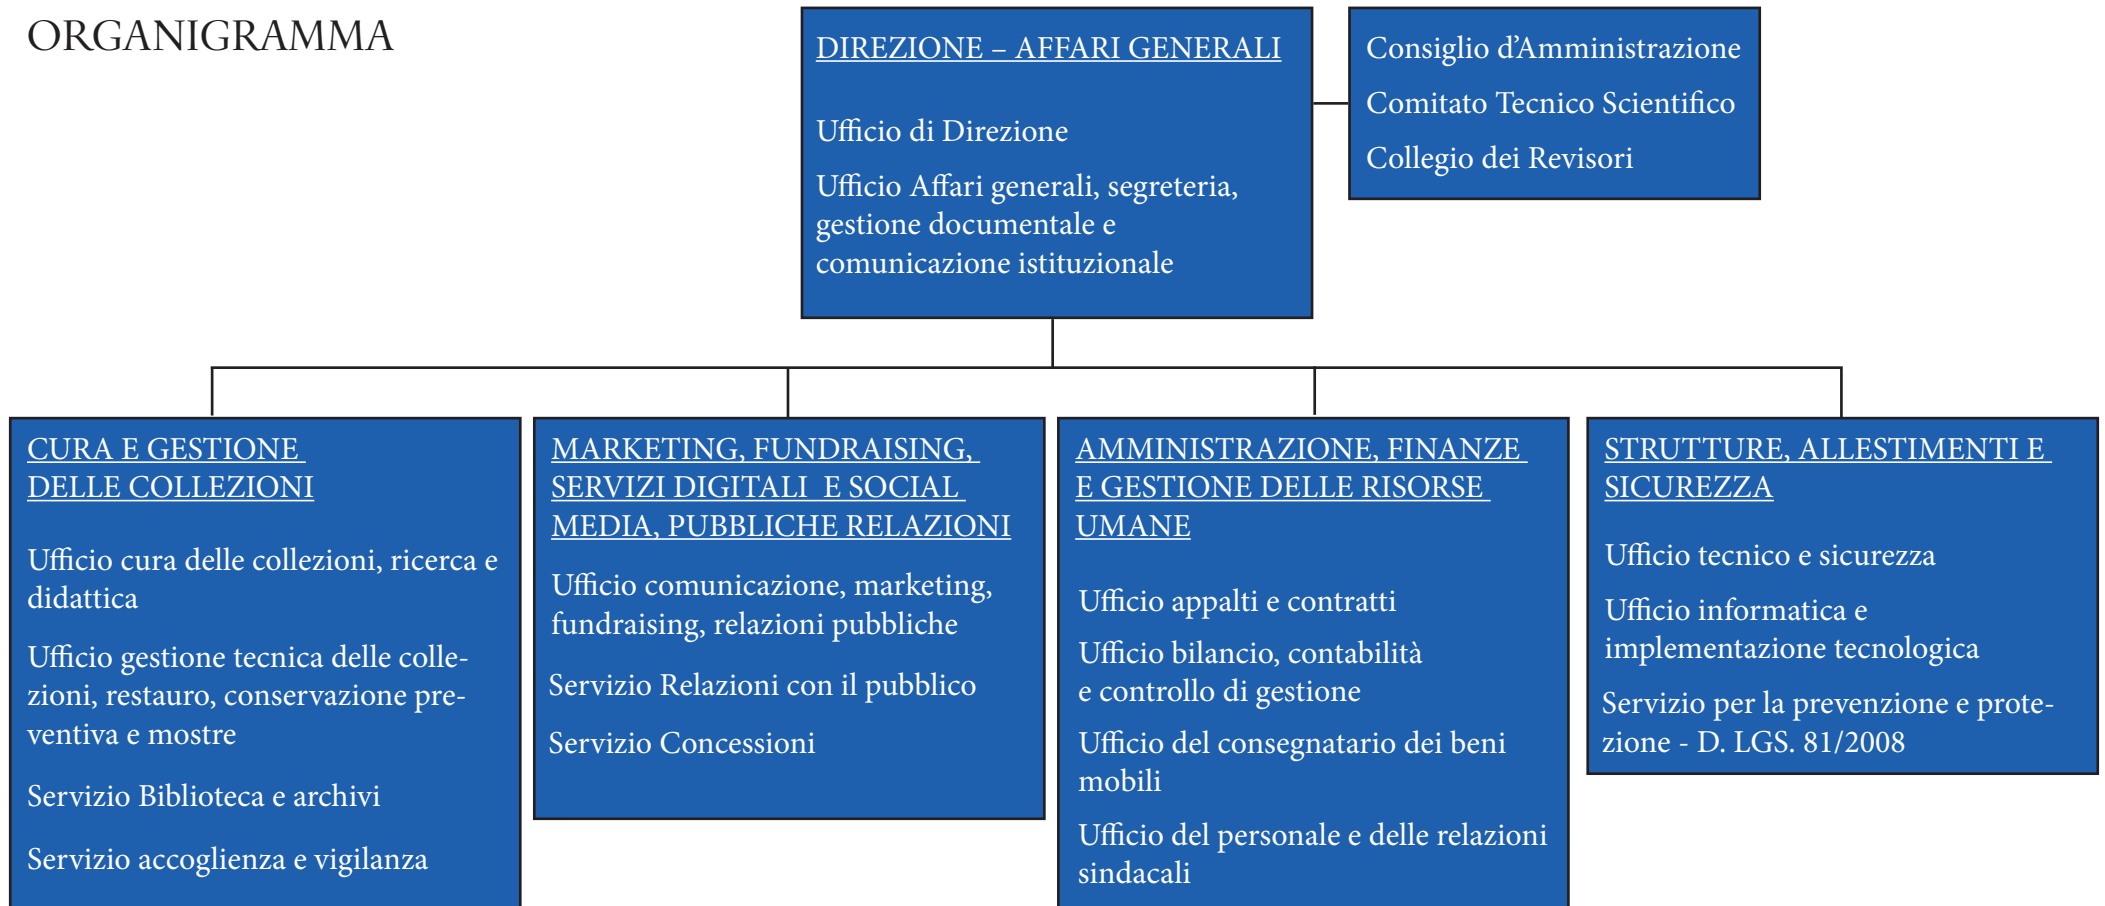 ORGANIGRAMMA
DIREZIONE – AFFARI GENERALI
Ufficio di Direzione
Ufficio Affari generali, segreteria,
gestione documentale e
comunicazione istituzionale
Consiglio d’Amministrazione
Comitato Tecnico Scientifico
Collegio dei Revisori
CURA E GESTIONE
DELLE COLLEZIONI
Ufficio cura delle collezioni, ricerca e
didattica
Ufficio gestione tecnica delle colle-
zioni, restauro, conservazione pre-
ventiva e mostre
Servizio Biblioteca e archivi
Servizio accoglienza e vigilanza
MARKETING, FUNDRAISING,
SERVIZI DIGITALI E SOCIAL
MEDIA, PUBBLICHE RELAZIONI
Ufficio comunicazione, marketing,
fundraising, relazioni pubbliche
Servizio Relazioni con il pubblico
Servizio Concessioni
AMMINISTRAZIONE, FINANZE
E GESTIONE DELLE RISORSE
UMANE
Ufficio appalti e contratti
Ufficio bilancio, contabilità
e controllo di gestione
Ufficio del consegnatario dei beni
mobili
Ufficio del personale e delle relazioni
sindacali
STRUTTURE, ALLESTIMENTI E
SICUREZZA
Ufficio tecnico e sicurezza
Ufficio informatica e
implementazione tecnologica
Servizio per la prevenzione e prote-
zione - D. LGS. 81/2008